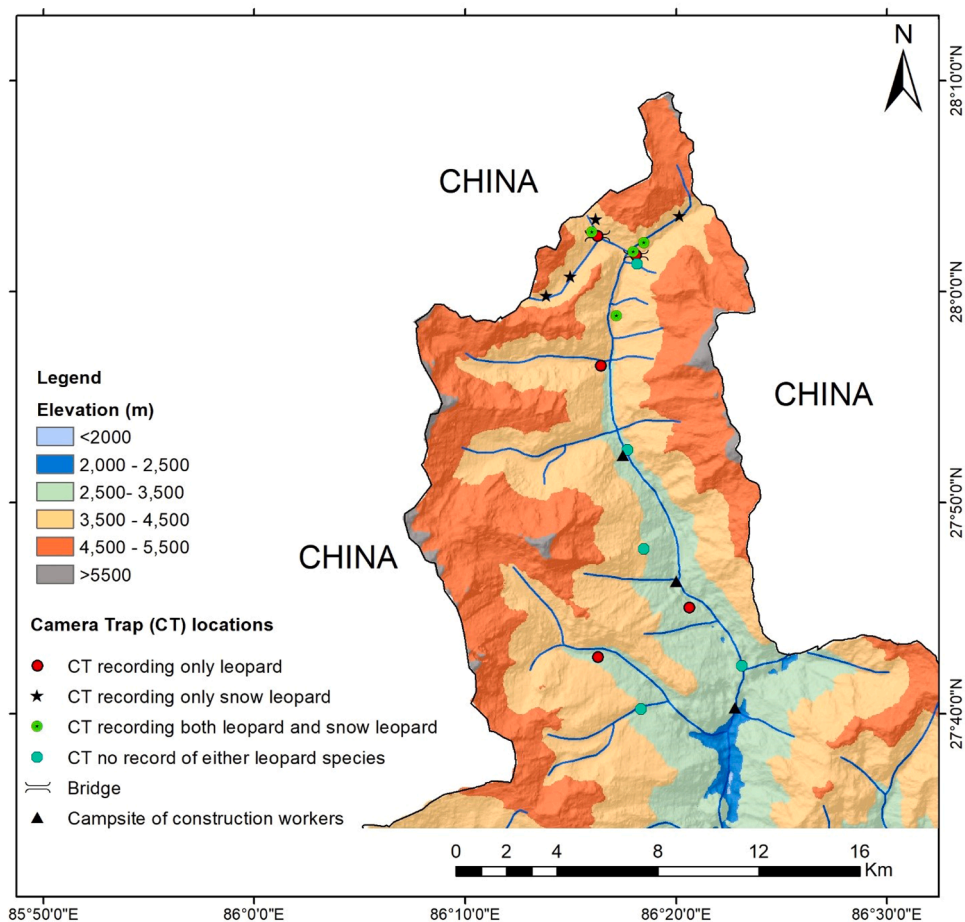 N
28°10'0"N
CHINA
28°0'0"N
CHINA
Legend
Elevation (m)
<2000
2,000 - 2,500
2,500- 3,500
3,500 - 4,500
4,500 - 5,500
>5500
27°50'0"N
CHINA
Camera Trap (CT) locations
CT recording only leopard
CT recording only snow leopard
CT recording both leopard and snow leopard
CT no record of either leopard species
Bridge
Campsite of construction workers
27°40'0"N
0 2 4 8 12 16
Km
85°50'0"E 86°0'0"E 86°10'0"E 86°20'0"E 86°30'0"E